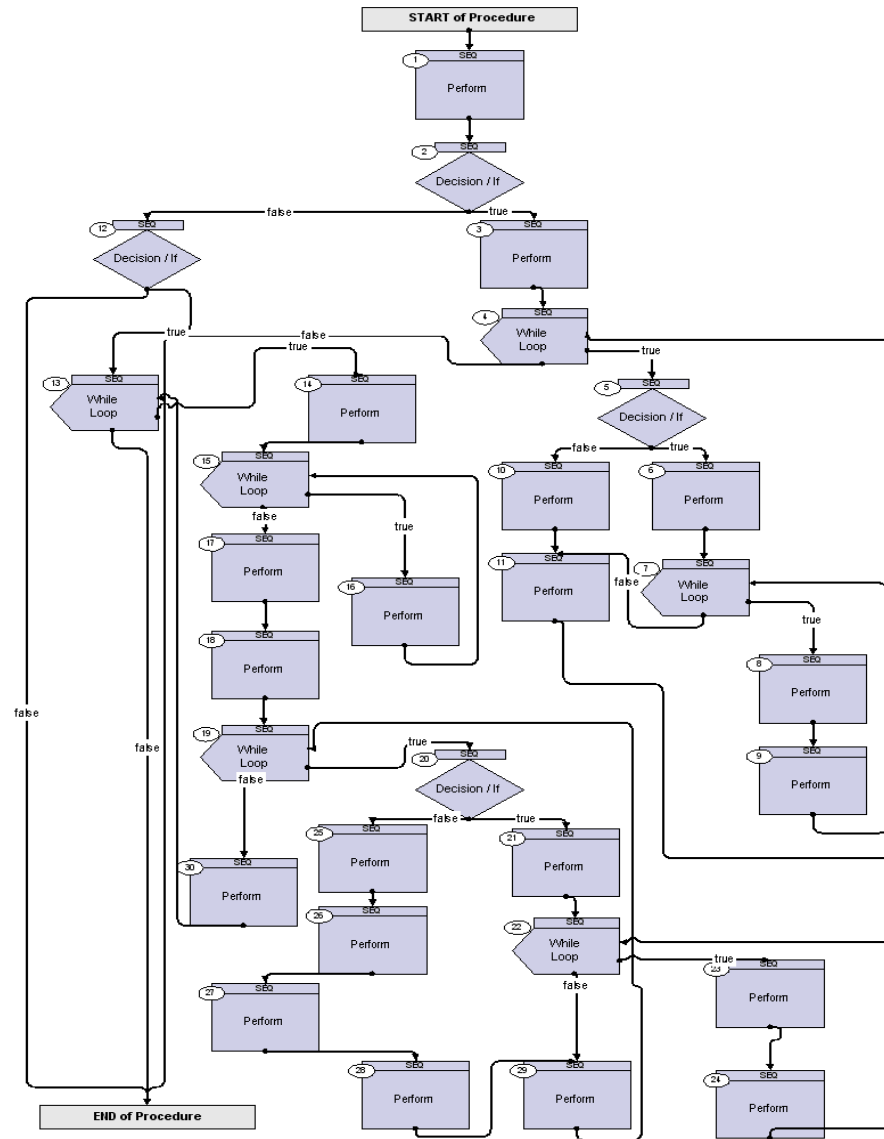 START of Procedure
1
SEQ
Perform
2
SEQ
Decision / If
false
true
12
SEQ
Decision / If
3
SEQ
Perform
4
SEQ
While
Loop
true
false
true
true
13
SEQ
While
Loop
14
SEQ
Perform
5
SEQ
Decision / If
false
true
15
SEQ
While
Loop
false
true
10
SEQ
Perform
6
SEQ
Perform
17
SEQ
Perform
16
SEQ
Perform
11
SEQ
Perform
false
7
SEQ
While
Loop
true
18
SEQ
Perform
8
SEQ
Perform
false
false
19
SEQ
While
Loop
false
true
20
SEQ
Decision / If
9
SEQ
Perform
false
true
25
SEQ
Perform
21
SEQ
Perform
30
SEQ
Perform
26
SEQ
Perform
22
SEQ
While
Loop
true
false
23
SEQ
Perform
27
SEQ
Perform
28
SEQ
Perform
29
SEQ
Perform
24
SEQ
Perform
END of Procedure